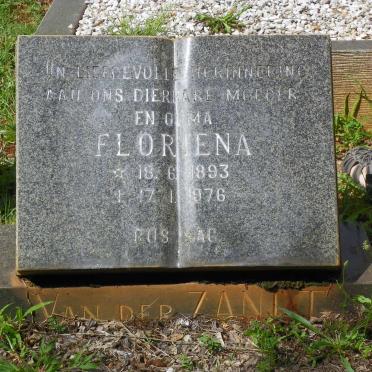 IN LIEFDEVOLLE HERINNERING
AAN ONS DIERBARE MOEDER
EN OUMA
FLORIENA
☆ 18.6.1893
† 17.1.1976
RUS SAG
VAN DER ZANDT